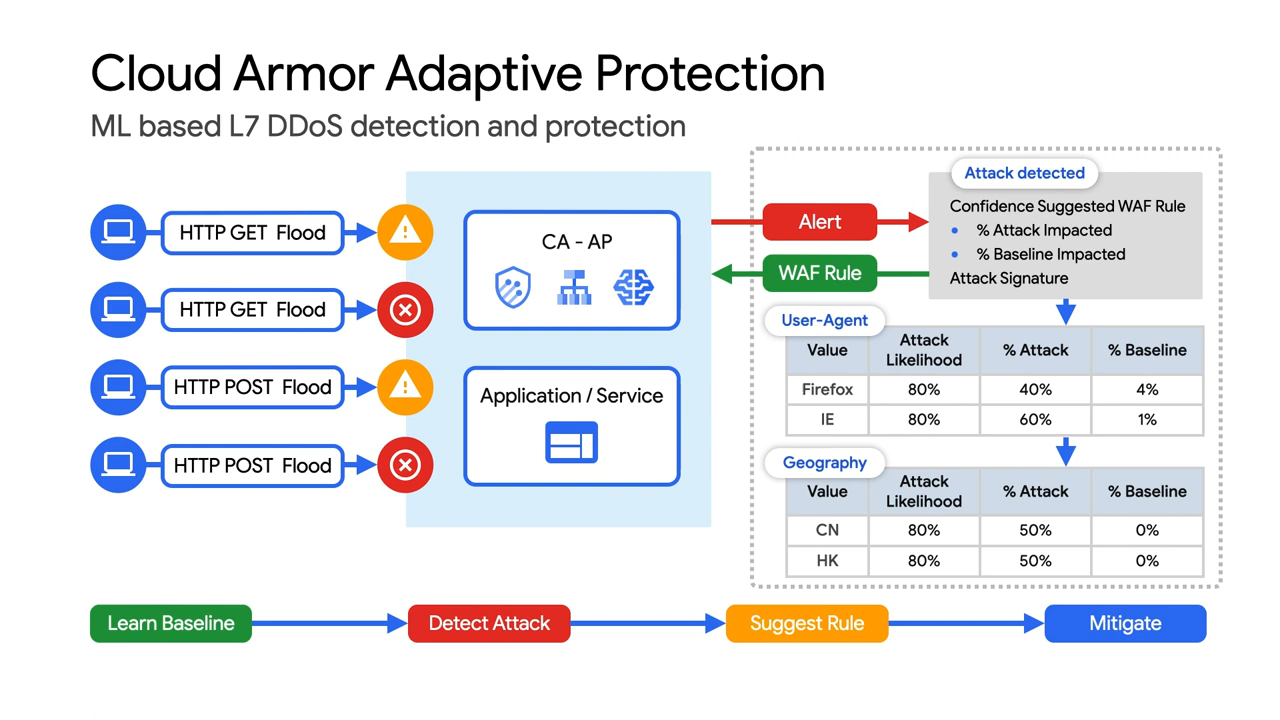 Cloud Armor Adaptive Protection
ML based L7 DDoS detection and protection
HTTP GET Flood
HTTP GET Flood
HTTP POST Flood
HTTP POST Flood
CA - AP
Application / Service
Alert
WAF Rule
Attack detected
Confidence Suggested WAF Rule
• % Attack Impacted
• % Baseline Impacted
Attack Signature
User-Agent
Value Attack Likelihood % Attack % Baseline
Firefox 80% 40% 4%
IE 80% 60% 1%
Geography
Value Attack Likelihood % Attack % Baseline
CN 80% 50% 0%
HK 80% 50% 0%
Learn Baseline Detect Attack Suggest Rule Mitigate